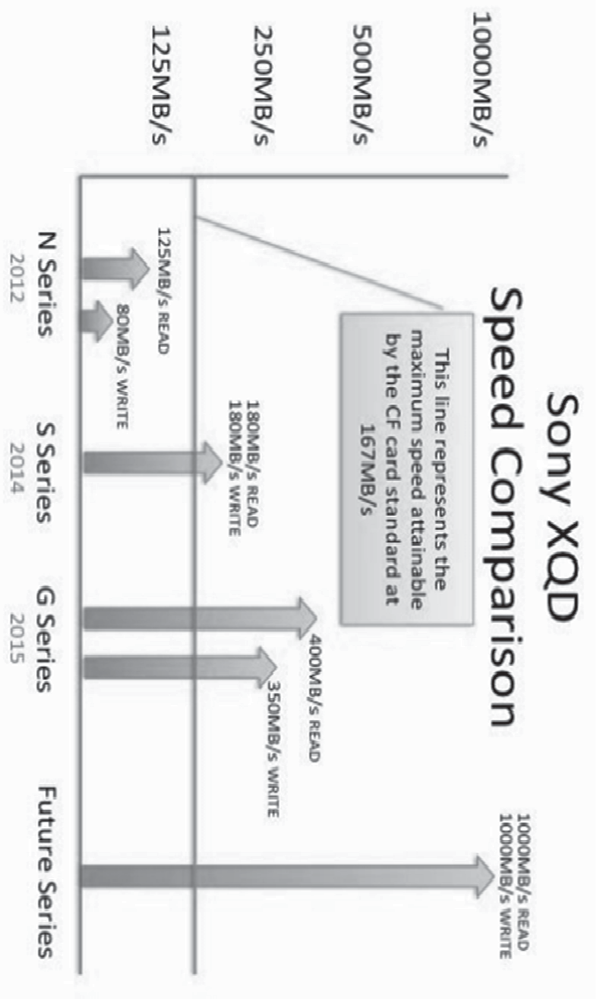 Sony XQD
Speed Comparison
1000MB/s
500MB/s
250MB/s
125MB/s
This line represents the
maximum speed attainable
by the CF card standard at
167MB/s
125MB/s READ
80MB/s WRITE
180MB/s READ
180MB/s WRITE
400MB/s READ
350MB/s WRITE
1000MB/s READ
1000MB/s WRITE
N Series
2012
S Series
2014
G Series
2015
Future Series